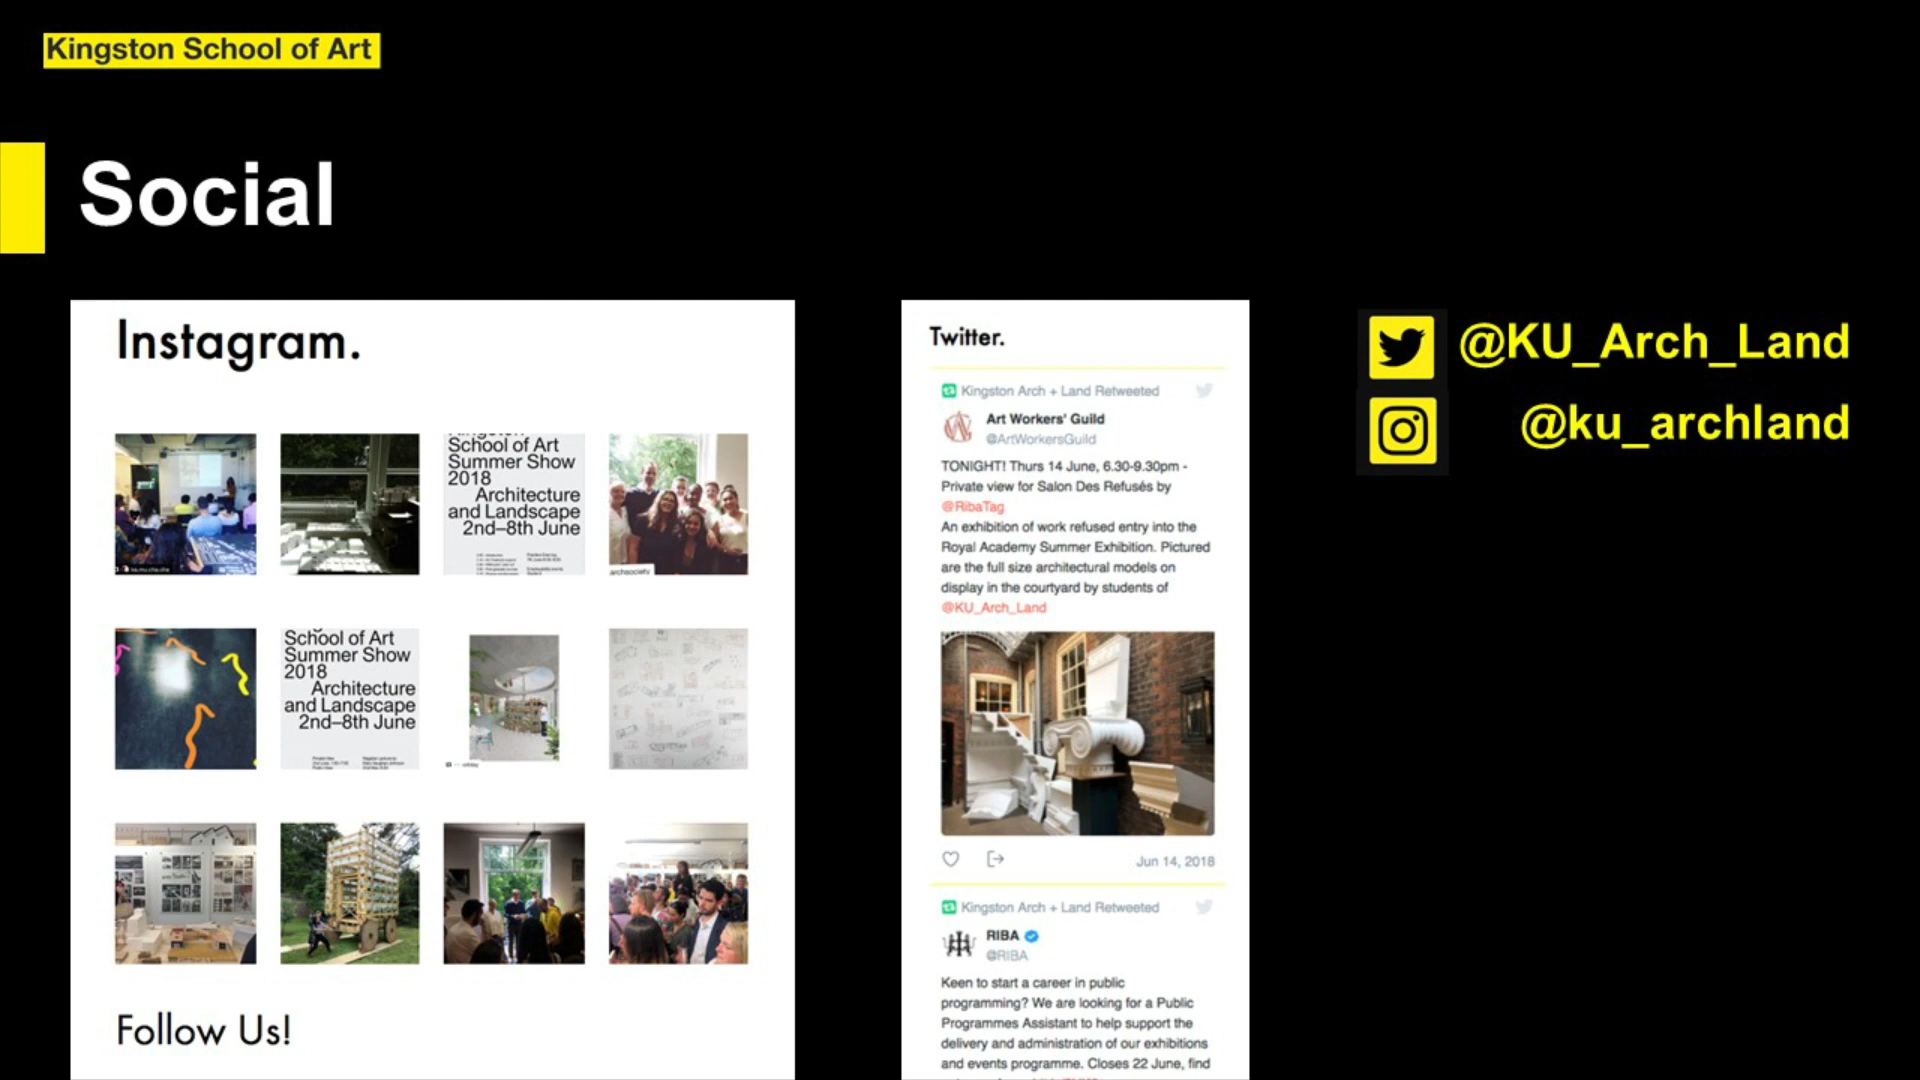 Kingston School of Art
Social
Instagram.
School of Art
Summer Show
2018
Architecture
and Landscape
2nd–8th June
archsociety
School of Art
Summer Show
2018
Architecture
and Landscape
2nd–8th June
Follow Us!
Twitter.
Kingston Arch + Land Retweeted
Art Workers' Guild
@ArtWorkersGuild
TONIGHT! Thurs 14 June, 6.30-9.30pm -
Private view for Salon Des Refusés by
@RibaTag
An exhibition of work refused entry into the
Royal Academy Summer Exhibition. Pictured
are the full size architectural models on
display in the courtyard by students of
@KU_Arch_Land
Jun 14, 2018
Kingston Arch + Land Retweeted
RIBA
@RIBA
Keen to start a career in public
programming? We are looking for a Public
Programmes Assistant to help support the
delivery and administration of our exhibitions
and events programme. Closes 22 June, find
@KU_Arch_Land
@ku_archland